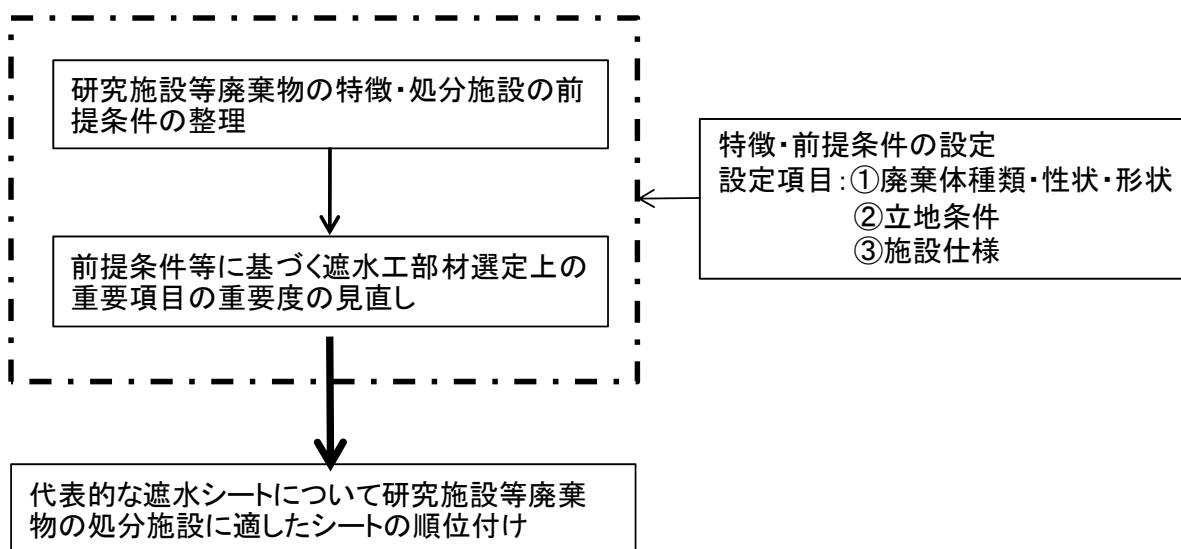 研究施設等廃棄物の特徴・処分施設の前
提条件の整理
前提条件等に基づく遮水工部材選定上の
重要項目の重要度の見直し
特徴・前提条件の設定
設定項目:①廃棄体種類・性状・形状
②立地条件
③施設仕様
代表的な遮水シートについて研究施設等廃棄
物の処分施設に適したシートの順位付け